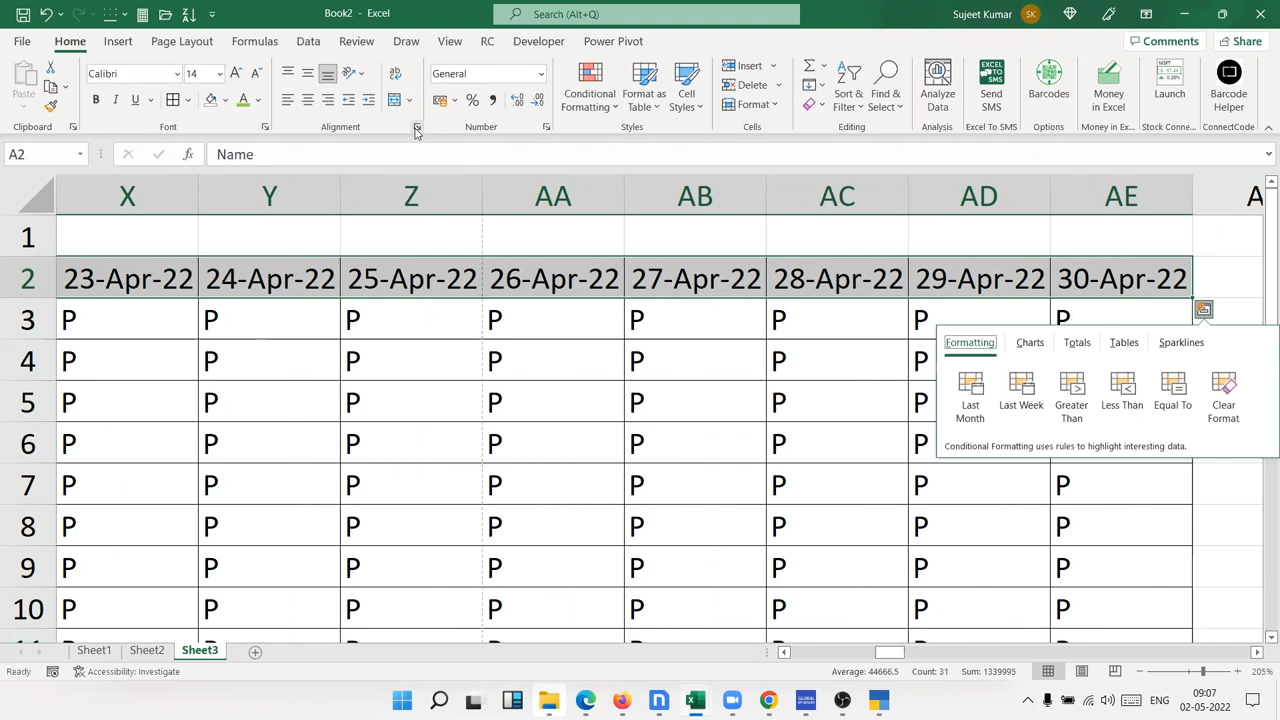 Book2 - Excel
Search (Alt+Q)
Sujeet Kumar
SK
File Home Insert Page Layout Formulas Data Review Draw View RC Developer Help Power Pivot
Comments
Share
Paste
Calibri
14
General
Conditional Formatting
Format as Table
Cell Styles
Insert
Delete
Format
Sort & Filter
Find & Select
Analyze Data
Send SMS
Barcodes
Money in Excel
Launch
Barcode Helper
Clipboard
Font
Alignment
Number
Styles
Cells
Editing
Analysis
Excel To SMS
Options
Money in Ex...
Stock Conne...
ConnectCode
A2
Name
X Y Z AA AB AC AD AE
1
2 23-Apr-22 24-Apr-22 25-Apr-22 26-Apr-22 27-Apr-22 28-Apr-22 29-Apr-22 30-Apr-22
3 P P P P P P P P
4 P P P P P P P
5 P P P P P P P
6 P P P P P P P
7 P P P P P P P P
8 P P P P P P P P
9 P P P P P P P P
10 P P P P P P P P
Formatting Charts Totals Tables Sparklines
Last Month
Last Week
Greater Than
Less Than
Equal To
Clear Format
Conditional Formatting uses rules to highlight interesting data.
Sheet1 Sheet2 Sheet3
Ready
Accessibility: Investigate
Average: 44666.5 Count: 31 Sum: 1339995
205%
ENG
09:07
02-05-2022